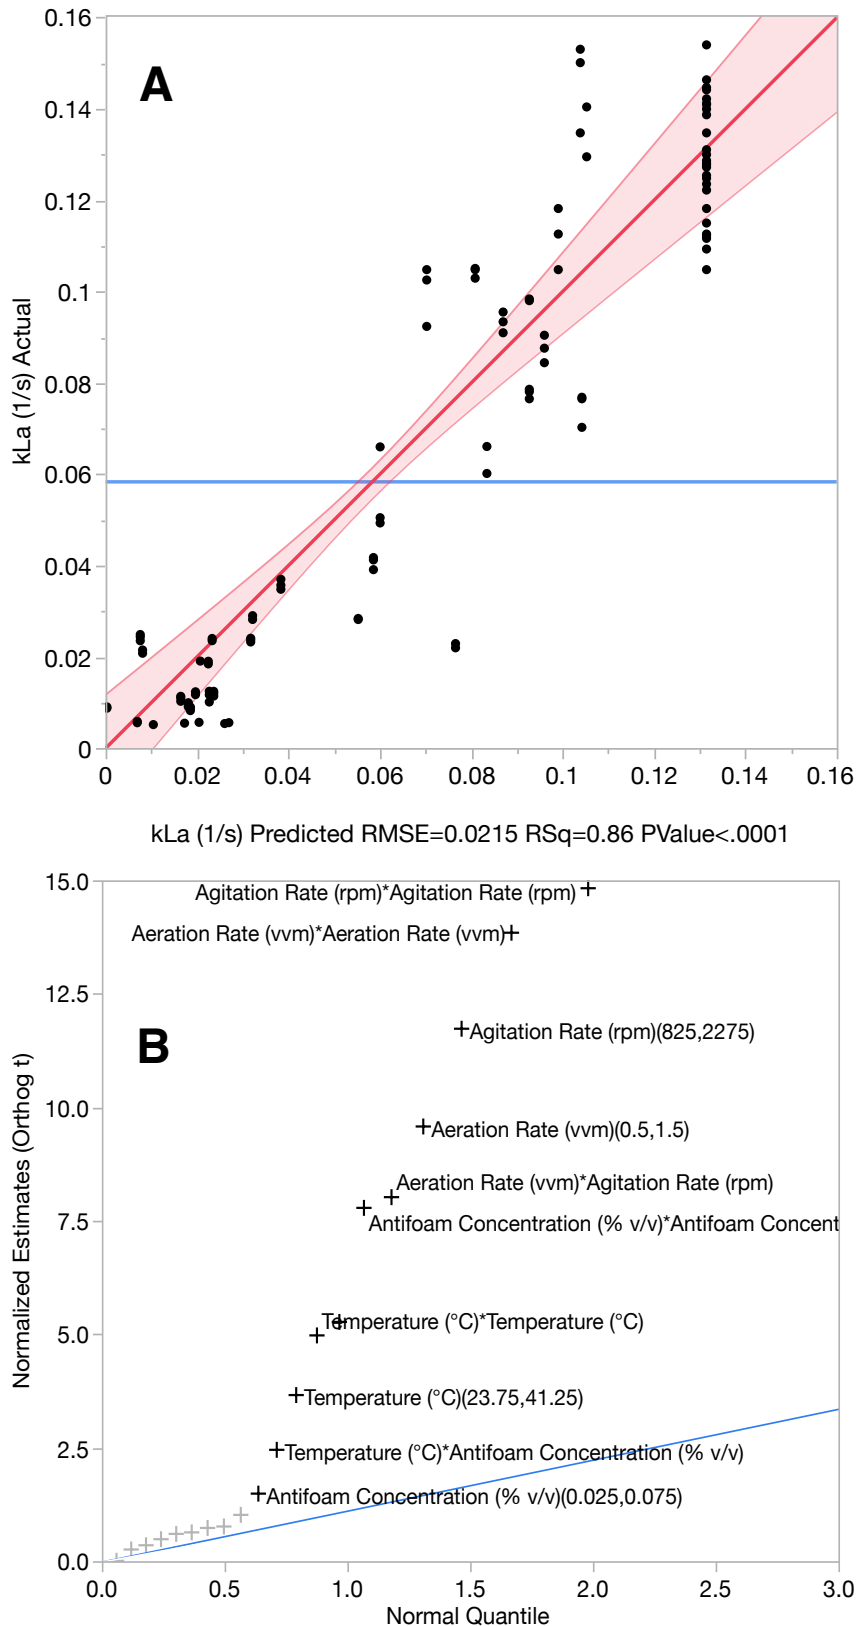 0.16
A
0.14
0.12
0.1
0.08
0.06
0.04
0.02
0
kLa (1/s) Actual
0 0.02 0.04 0.06 0.08 0.1 0.12 0.14 0.16
kLa (1/s) Predicted RMSE=0.0215 RSq=0.86 PValue<.0001
15.0
Agitation Rate (rpm)*Agitation Rate (rpm)
Aeration Rate (vvm)*Aeration Rate (vvm)
12.5
Agitation Rate (rpm)(825,2275)
B
10.0
Aeration Rate (vvm)(0.5,1.5)
Aeration Rate (vvm)*Agitation Rate (rpm)
7.5
Antifoam Concentration (% v/v)*Antifoam Concent
Temperature (°C)*Temperature (°C)
5.0
Temperature (°C)(23.75,41.25)
2.5
Temperature (°C)*Antifoam Concentration (% v/v)
Antifoam Concentration (% v/v)(0.025,0.075)
0.0
Normalized Estimates (Orthog t)
0.0 0.5 1.0 1.5 2.0 2.5 3.0
Normal Quantile